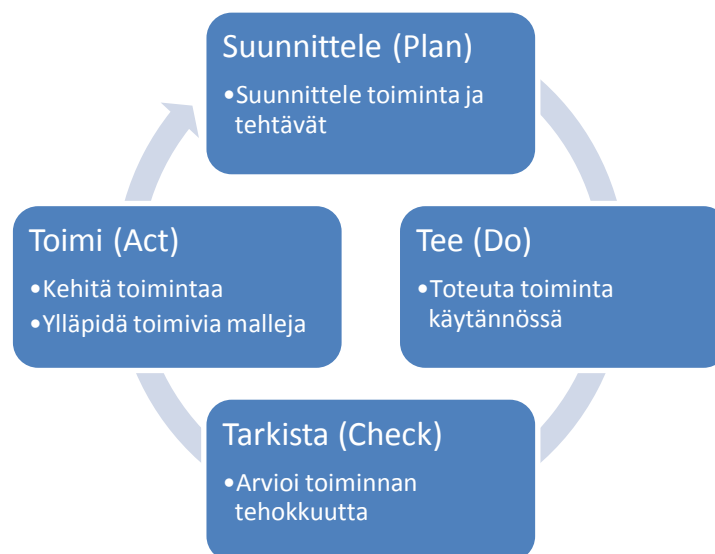 Suunnittele (Plan)
•Suunnittele toiminta ja
tehtävät
Tee (Do)
•Toteuta toiminta
käytännössä
Tarkista (Check)
•Arvioi toiminnan
tehokkuutta
Toimi (Act)
•Kehitä toimintaa
•Ylläpidä toimivia malleja